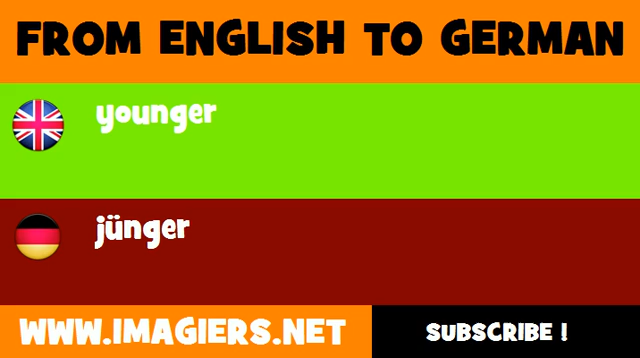 FROM ENGLISH TO GERMAN
younger
jünger
WWW.IMAGIERS.NET
SUBSCRIBE !